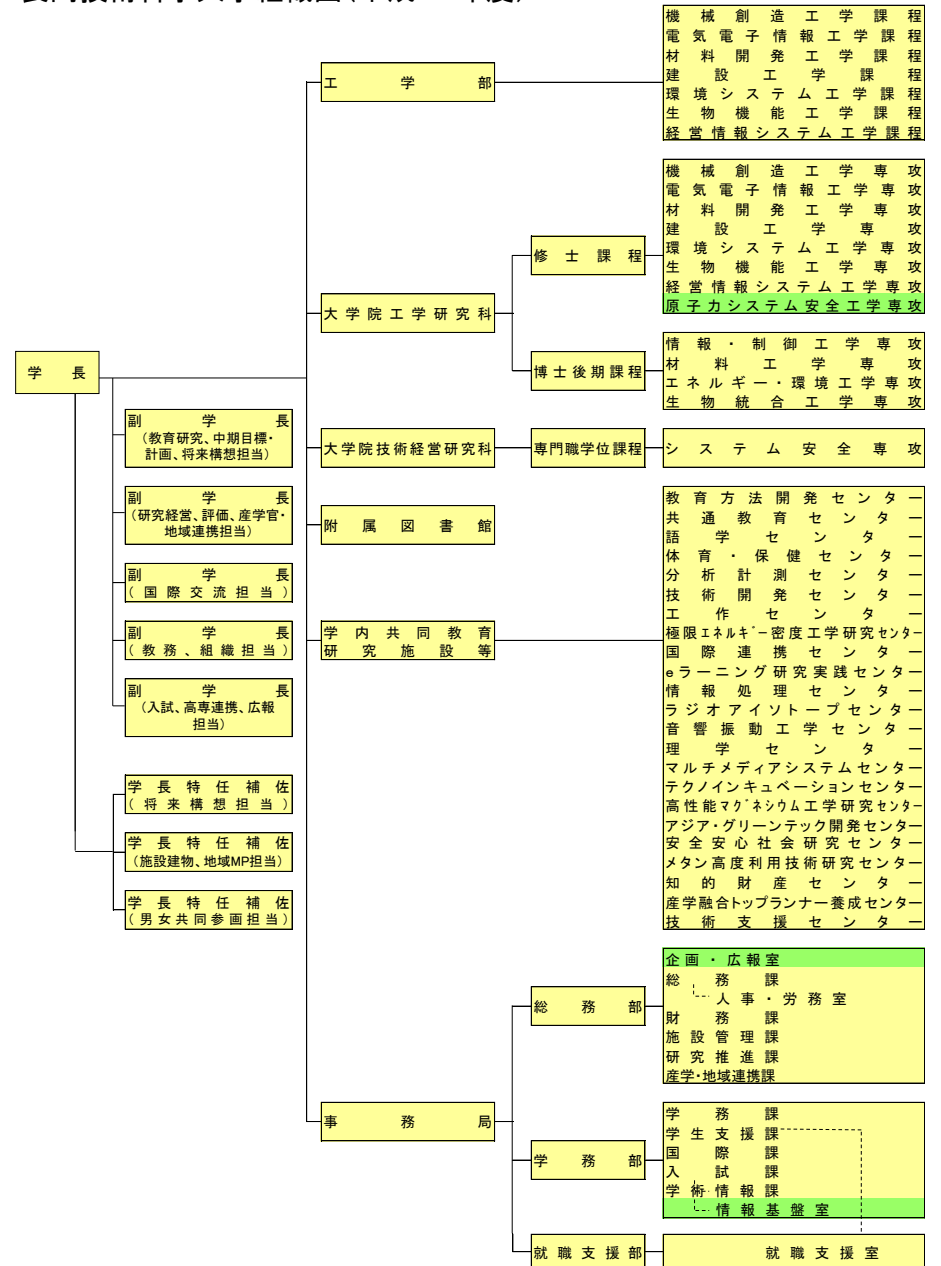 工学部
機械創造工学課程
電気電子情報工学課程
材料開発工学課程
建設工学課程
環境システム工学課程
生物機能工学課程
経営情報システム工学課程
大学院工学研究科
修士課程
機械創造工学専攻
電気電子情報工学専攻
材料開発工学専攻
建設工学専攻
環境システム工学専攻
生物機能工学専攻
経営情報システム工学専攻
原子力システム安全工学専攻
博士後期課程
情報・制御工学専攻
材料工学専攻
エネルギー・環境工学専攻
生物統合工学専攻
学長
副学長
(教育研究、中期目標・
計画、将来構想担当)
副学長
(研究経営、評価、産学官・
地域連携担当)
副学長
(国際交流担当)
副学長
(教務、組織担当)
副学長
(入試、高専連携、広報
担当)
学長特任補佐
(将来構想担当)
学長特任補佐
(施設建物、地域MP担当)
学長特任補佐
(男女共同参画担当)
大学院技術経営研究科
専門職学位課程
システム安全専攻
附属図書館
学内共同教育
研究施設等
教育方法開発センター
共通教育センター
語学センター
体育・保健センター
分析計測センター
技術開発センター
工作センター
極限エネルギー密度工学研究センター
国際連携センター
eラーニング研究実践センター
情報処理センター
ラジオアイソトープセンター
音響振動工学センター
理学センター
マルチメディアシステムセンター
テクノインキュベーションセンター
高性能マグネシウム工学研究センター
アジア・グリーンテック開発センター
安全安心社会研究センター
メタン高度利用技術研究センター
知的財産センター
産学融合トップランナー養成センター
技術支援センター
事務局
総務部
企画・広報室
総務課
人事・労務室
財務課
施設管理課
研究推進課
産学・地域連携課
学務部
学務課
学生支援課
国際課
入試課
学術情報課
情報基盤室
就職支援部
就職支援室